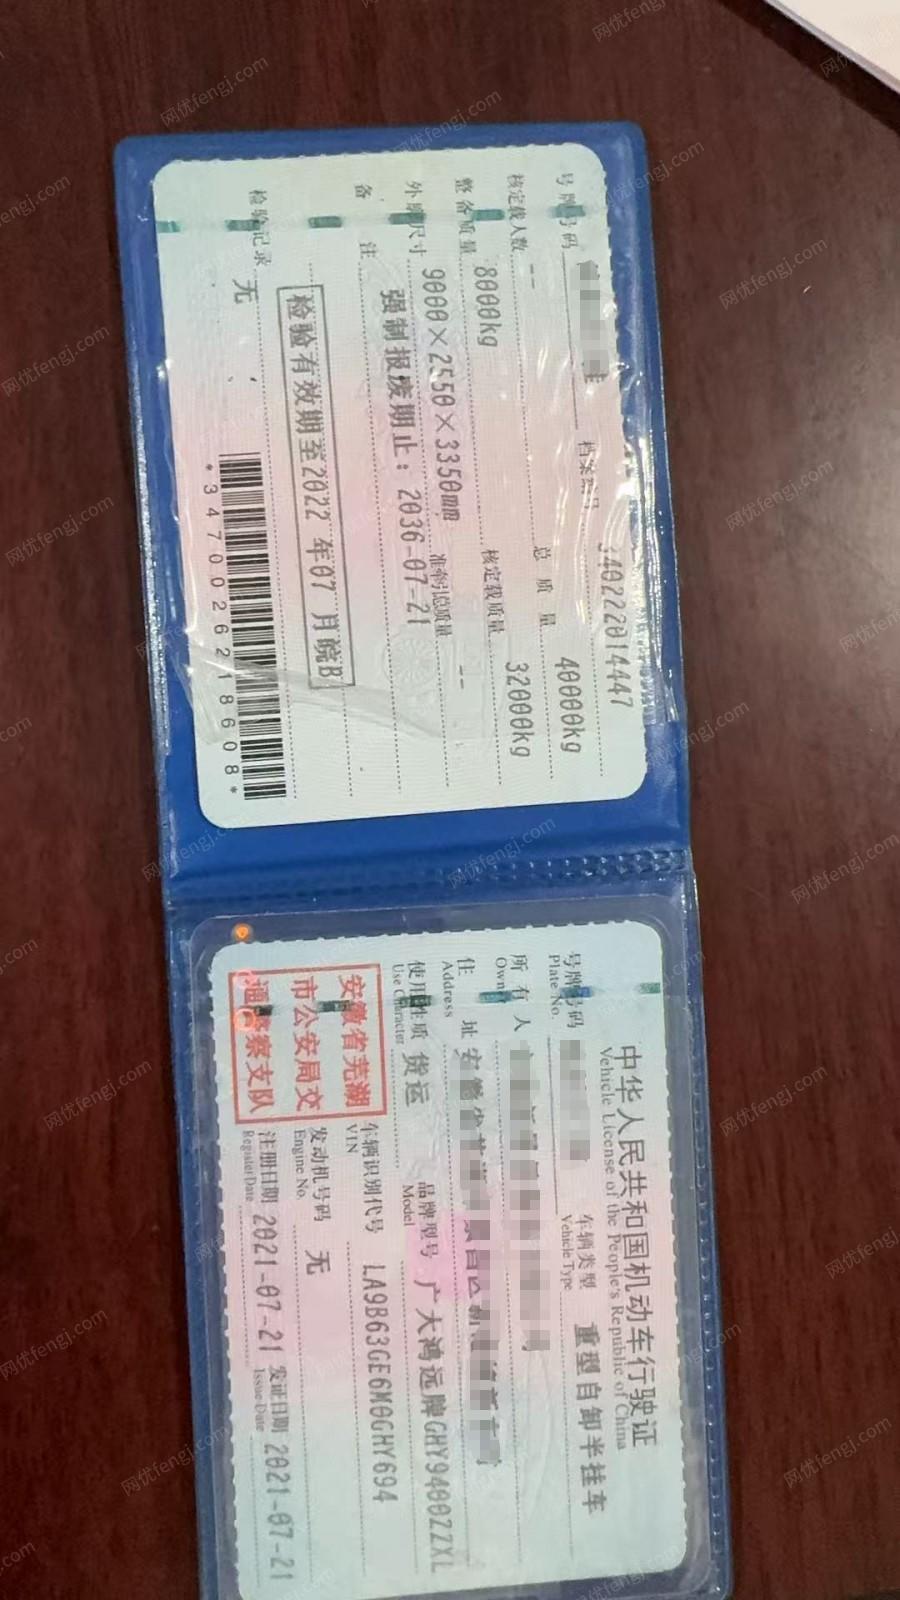 中华人民共和国机动车行驶证
Vehicle License of the People's Republic of China
号牌号码
Plate No.
车辆类型 重型自卸半挂车
Vehicle Type
所有人
Owner
住址
Address
使用性质 货运
Use Character
品牌型号 广大鸿远牌GHY9400ZZXL
Model
车辆识别代号 LA9B63GE6M0GHY694
VIN
发动机号码 无
Engine No.
安徽省芜湖
市公安局交
通警察支队
注册日期 2021-07-21 发证日期 2021-07-21
Register Date Issue Date
号牌号码 档案编号 340222014447
核定载人数 -- 总质量 40000kg
整备质量 8000kg 核定载质量 32000kg
外廓尺寸 9000×2550×3350mm 准牵引总质量 --
备注 强制报废期止：2036-07-21
检验有效期至2022年07月皖B
检验记录 无
*3470026218608*
网优fengj.com